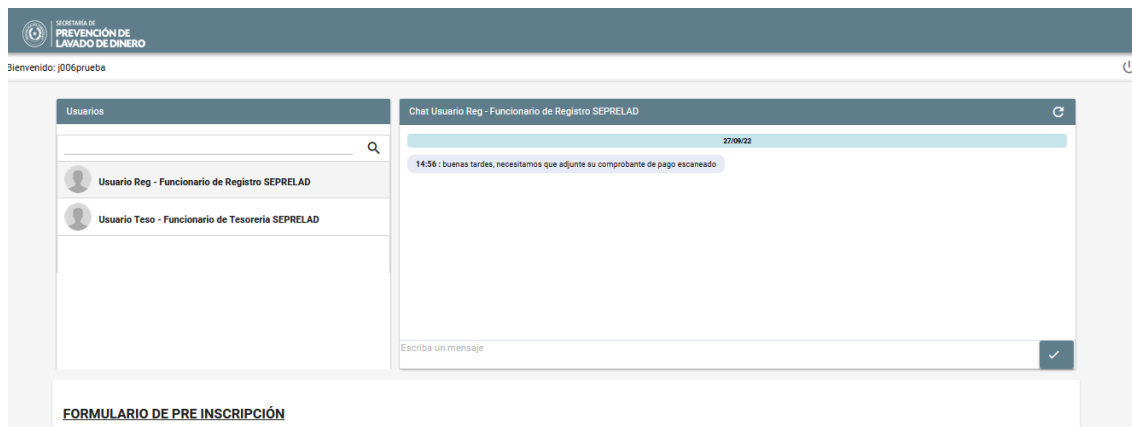 SECRETARÍA DE
PREVENCIÓN DE
LAVADO DE DINERO
Bienvenido: j006prueba
Usuarios
Usuario Reg - Funcionario de Registro SEPRELAD
Usuario Teso - Funcionario de Tesoreria SEPRELAD
Chat Usuario Reg - Funcionario de Registro SEPRELAD
27/09/22
14:56 : buenas tardes, necesitamos que adjunte su comprobante de pago escaneado
Escriba un mensaje
FORMULARIO DE PRE INSCRIPCIÓN